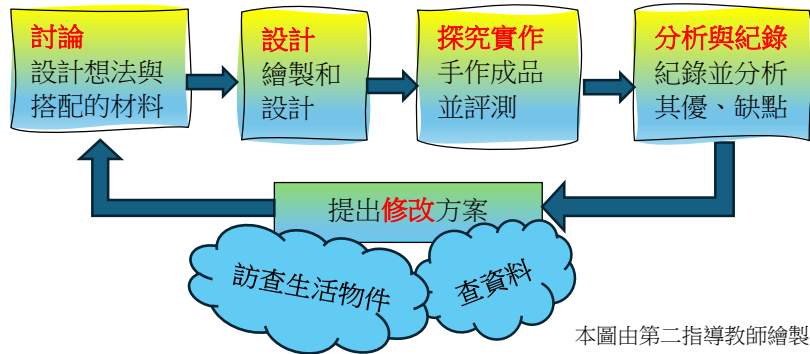 討論
設計想法與
搭配的材料
設計
繪製和
設計
探究實作
手作成品
並評測
分析與紀錄
紀錄並分析
其優、缺点
提出修改方案
訪查生活物件
查資料
本圖由第二指導教師繪製